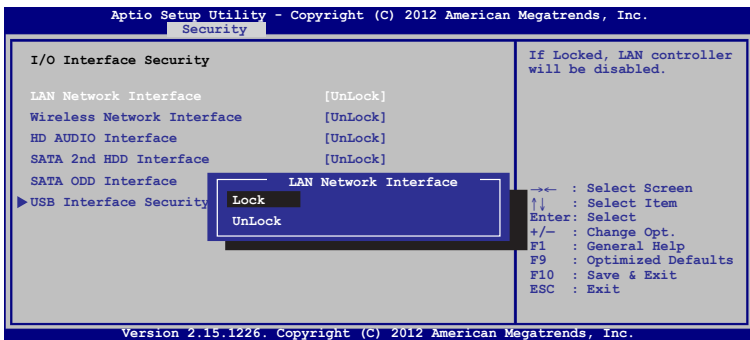 Aptio Setup Utility - Copyright (C) 2012 American Megatrends, Inc.
Security
I/O Interface Security
LAN Network Interface [UnLock]
Wireless Network Interface [UnLock]
HD AUDIO Interface [UnLock]
SATA 2nd HDD Interface [UnLock]
SATA ODD Interface
USB Interface Security
LAN Network Interface
Lock
UnLock
If Locked, LAN controller
will be disabled.
→← : Select Screen
↑↓ : Select Item
Enter: Select
+/— : Change Opt.
F1 : General Help
F9 : Optimized Defaults
F10 : Save & Exit
ESC : Exit
Version 2.15.1226. Copyright (C) 2012 American Megatrends, Inc.